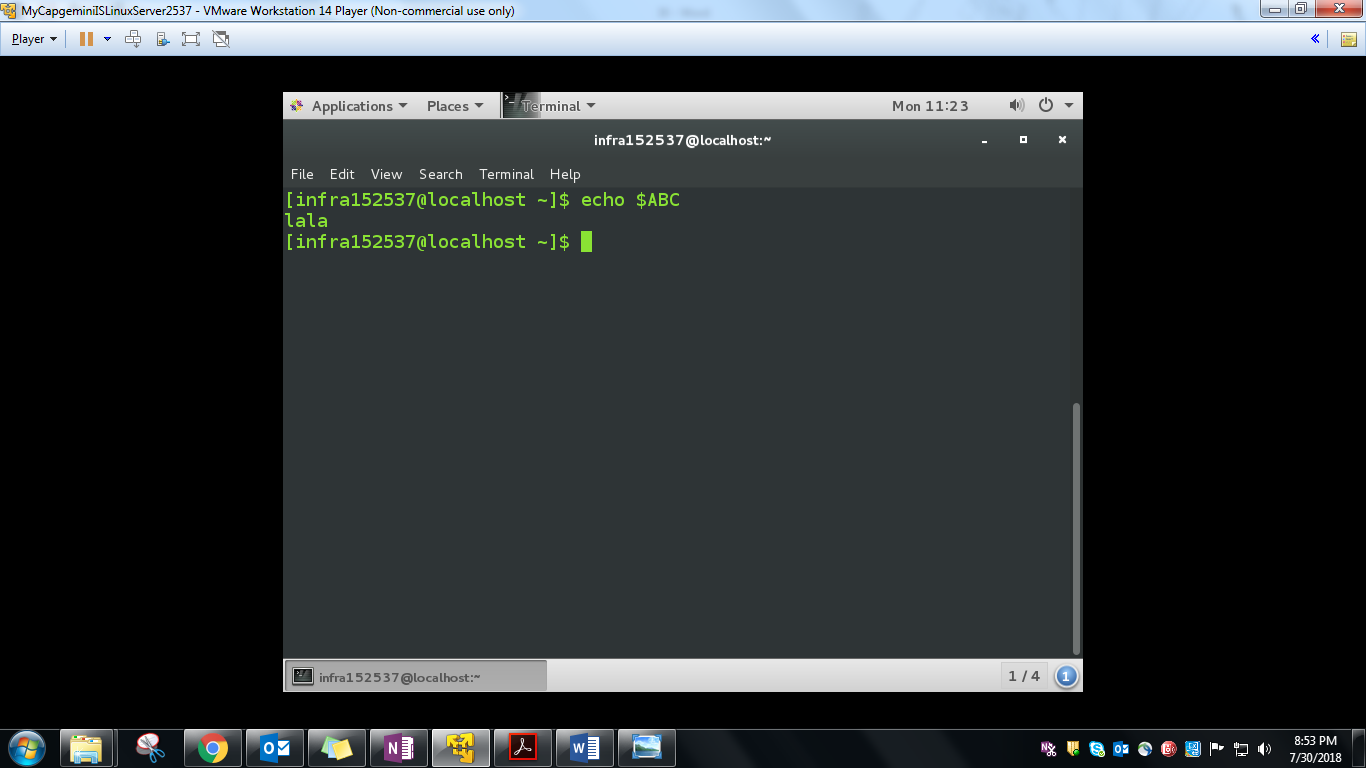 MyCapgeminiISLinuxServer2537 - VMware Workstation 14 Player (Non-commercial use only)
Player
Applications Places Terminal Mon 11:23
infra152537@localhost:~
File Edit View Search Terminal Help
[infra152537@localhost ~]$ echo $ABC
lala
[infra152537@localhost ~]$
infra152537@localhost:~ 1 / 4 1
8:53 PM
7/30/2018